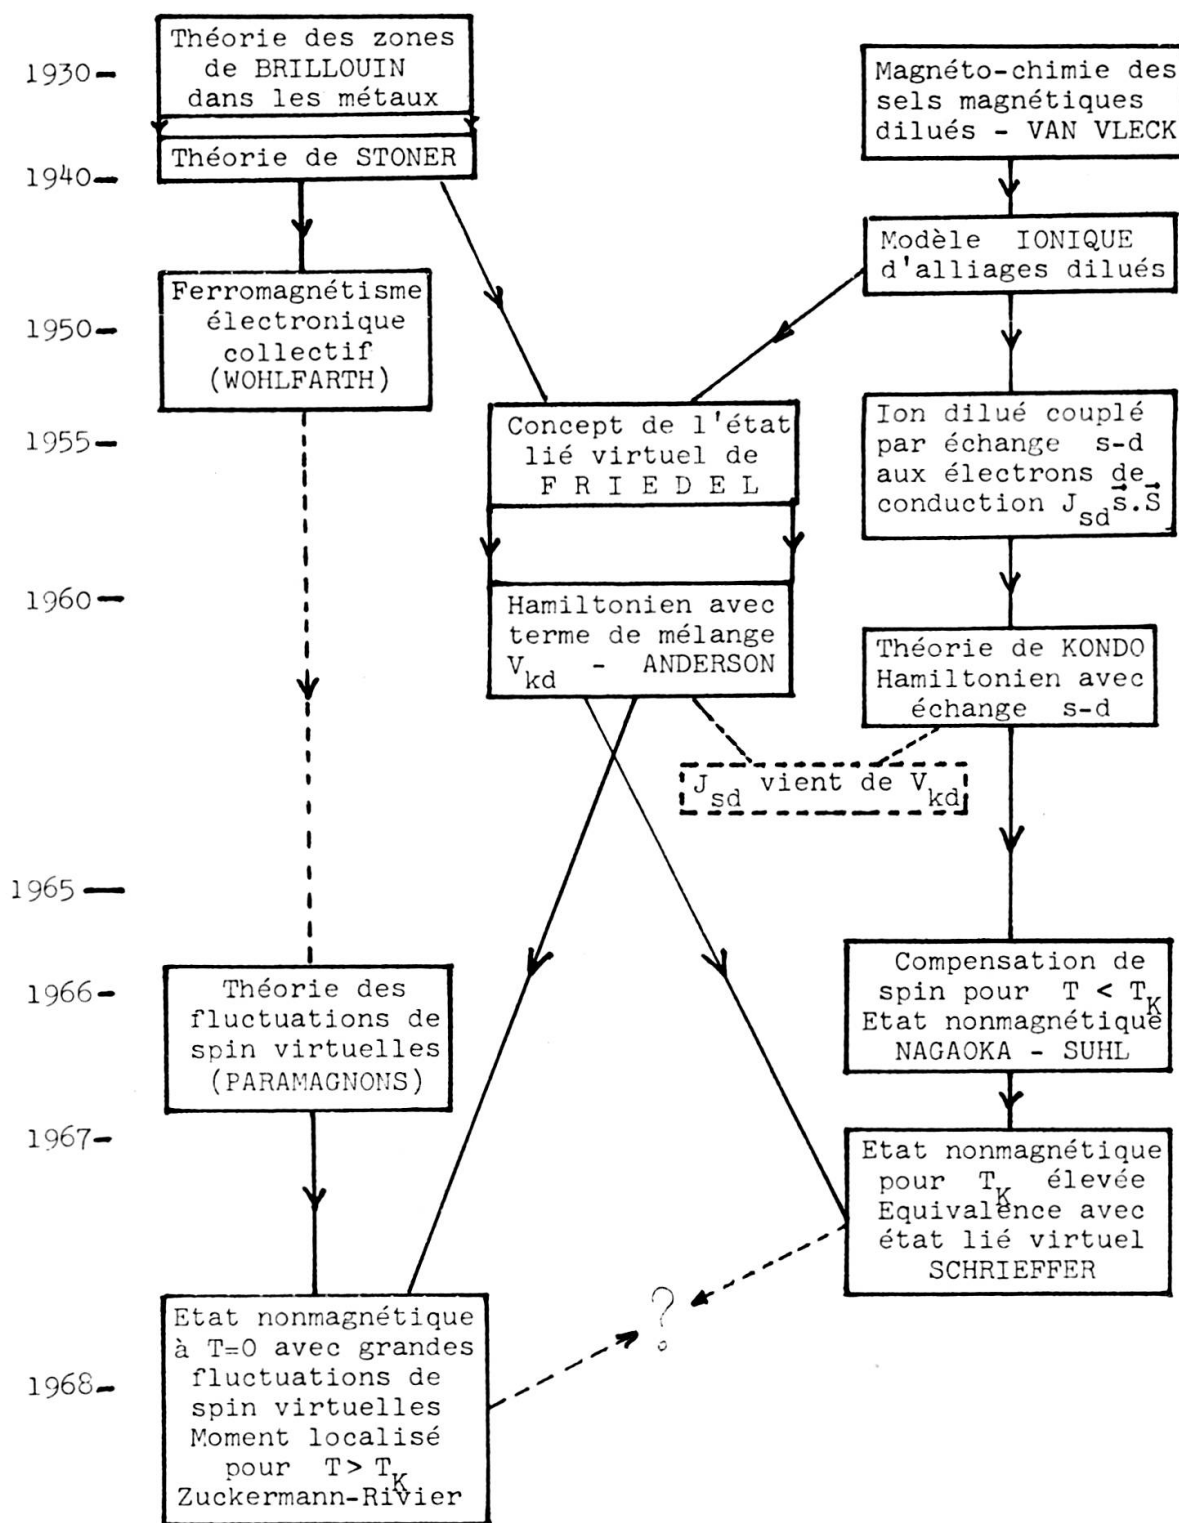 1930
1940
1950
1955
1960
1965
1966
1967
1968
Théorie des zones
de BRILLOUIN
dans les métaux
Théorie de STONER
Ferromagnétisme
électronique
collectif
(WOHLFARTH)
Théorie des
fluctuations de
spin virtuelles
(PARAMAGNONS)
Etat nonmagnétique
à T=0 avec grandes
fluctuations de
spin virtuelles
Moment localisé
pour T > T_K
Zuckermann-Rivier
Concept de l'état
lié virtuel de
F R I E D E L
Hamiltonien avec
terme de mélange
V_kd - ANDERSON
J_sd vient de V_kd
?
Magnéto-chimie des
sels magnétiques
dilués - VAN VLECK
Modèle IONIQUE
d'alliages dilués
Ion dilué couplé
par échange s-d
aux électrons de
conduction J_sd s⃗.S⃗
Théorie de KONDO
Hamiltonien avec
échange s-d
Compensation de
spin pour T < T_K
Etat nonmagnétique
NAGAOKA - SUHL
Etat nonmagnétique
pour T_K élevée
Equivalence avec
état lié virtuel
SCHRIEFFER